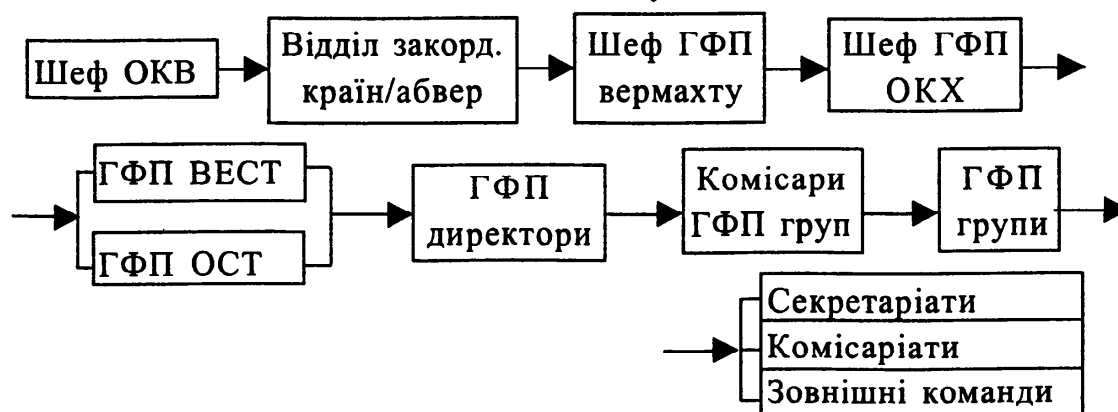 Шеф ОКВ
Відділ закорд.
країн/абвер
Шеф ГФП
вермахту
Шеф ГФП
ОКХ
ГФП ВЕСТ
ГФП ОСТ
ГФП
директори
Комісари
ГФП груп
ГФП
групи
Секретаріати
Комісаріати
Зовнішні команди